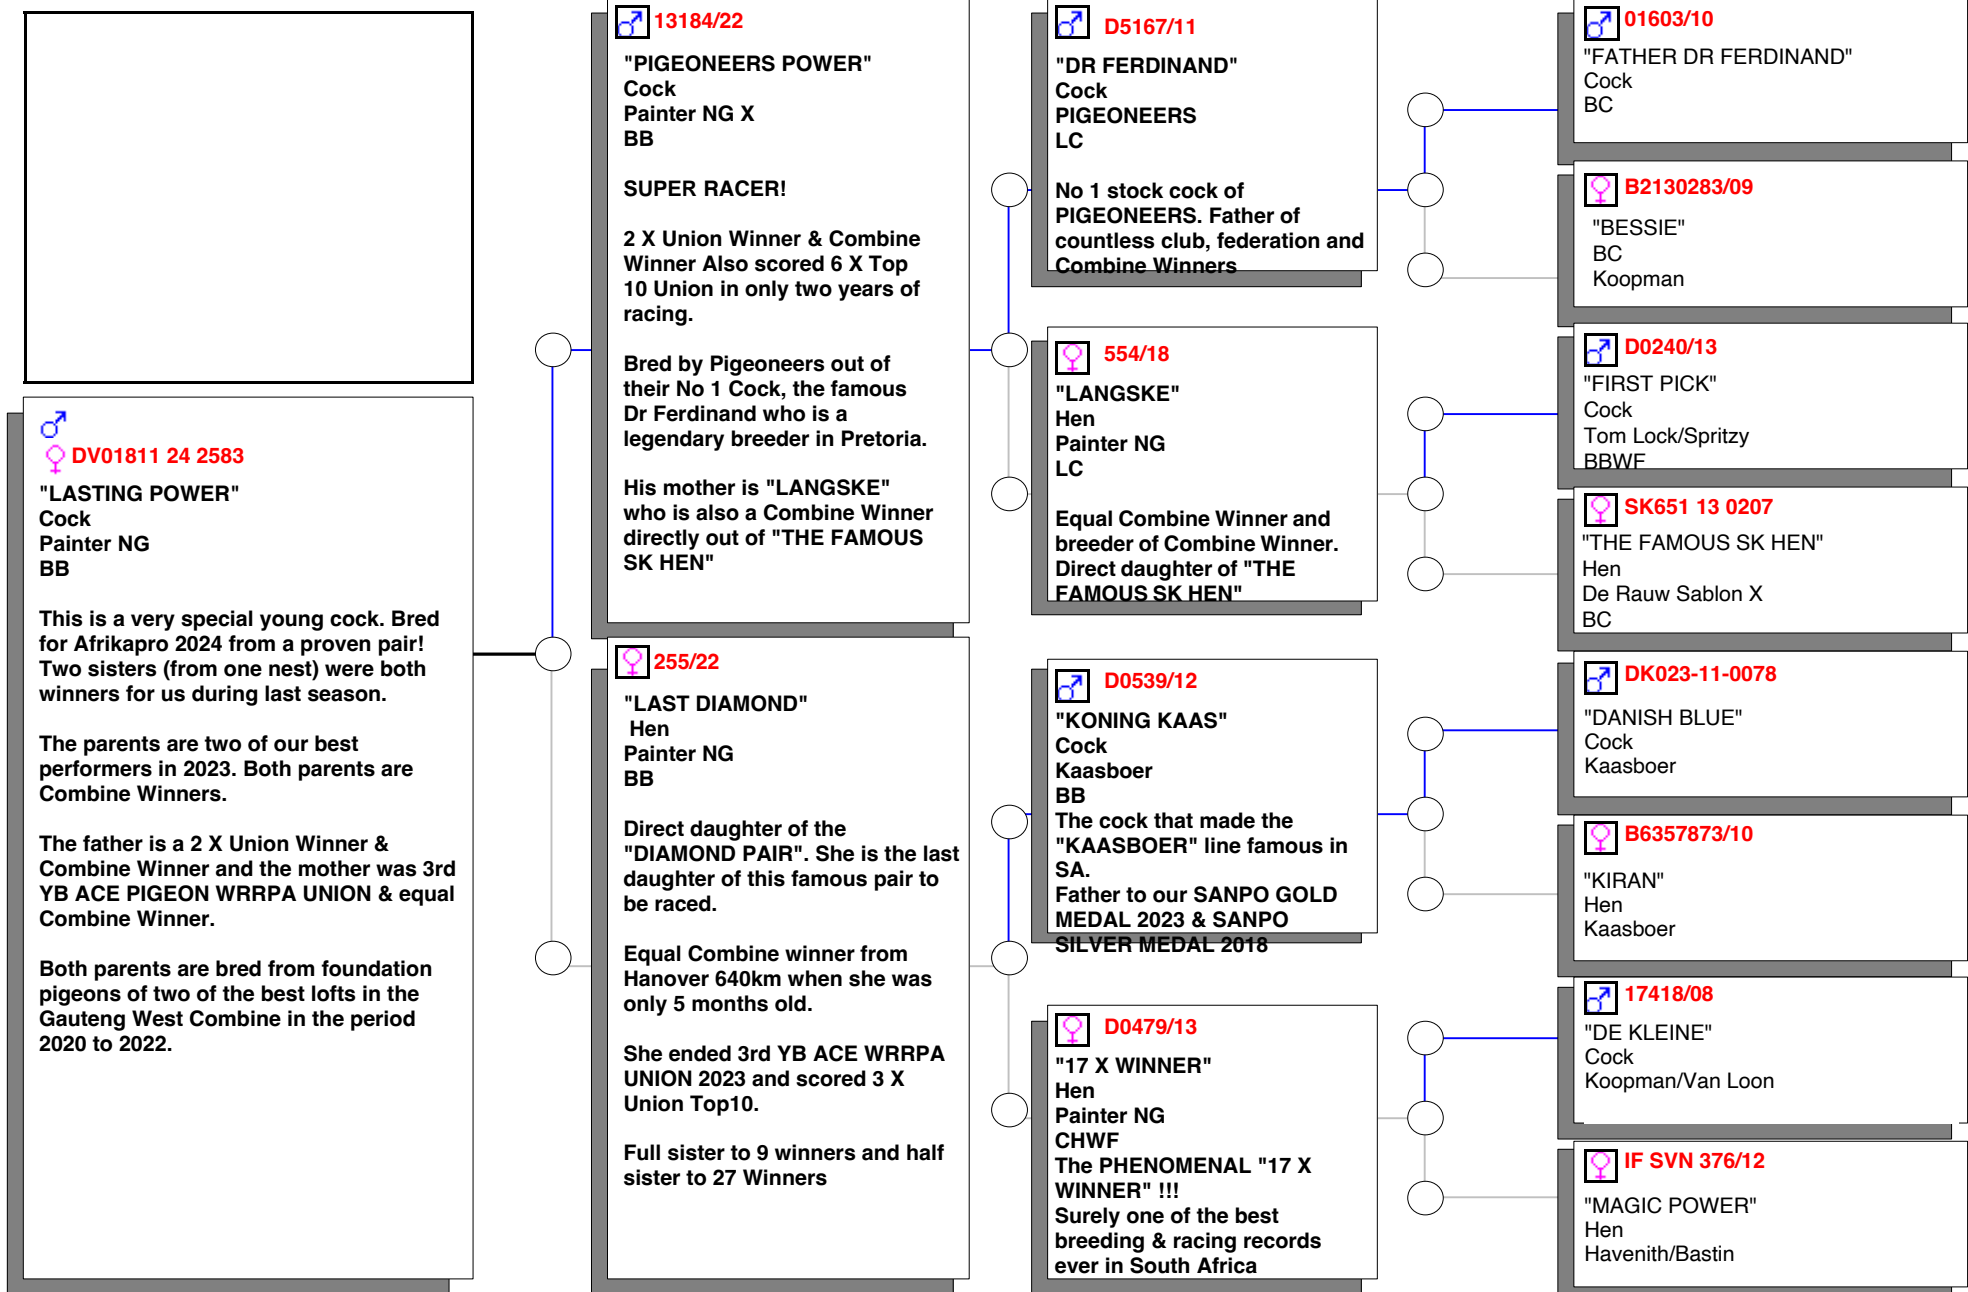 DV01811 24 2583
"LASTING POWER"
Cock
Painter NG
BB
This is a very special young cock. Bred
for Afrikapro 2024 from a proven pair!
Two sisters (from one nest) were both
winners for us during last season.
The parents are two of our best
performers in 2023. Both parents are
Combine Winners.
The father is a 2 X Union Winner &
Combine Winner and the mother was 3rd
YB ACE PIGEON WRRPA UNION & equal
Combine Winner.
Both parents are bred from foundation
pigeons of two of the best lofts in the
Gauteng West Combine in the period
2020 to 2022.
13184/22
"PIGEONEERS POWER"
Cock
Painter NG X
BB
SUPER RACER!
2 X Union Winner & Combine
Winner Also scored 6 X Top
10 Union in only two years of
racing.
Bred by Pigeoneers out of
their No 1 Cock, the famous
Dr Ferdinand who is a
legendary breeder in Pretoria.
His mother is "LANGSKE"
who is also a Combine Winner
directly out of "THE FAMOUS
SK HEN"
255/22
"LAST DIAMOND"
Hen
Painter NG
BB
Direct daughter of the
"DIAMOND PAIR". She is the last
daughter of this famous pair to
be raced.
Equal Combine winner from
Hanover 640km when she was
only 5 months old.
She ended 3rd YB ACE WRRPA
UNION 2023 and scored 3 X
Union Top10.
Full sister to 9 winners and half
sister to 27 Winners
D5167/11
"DR FERDINAND"
Cock
PIGEONEERS
LC
No 1 stock cock of
PIGEONEERS. Father of
countless club, federation and
Combine Winners
554/18
"LANGSKE"
Hen
Painter NG
LC
Equal Combine Winner and
breeder of Combine Winner.
Direct daughter of "THE
FAMOUS SK HEN"
D0539/12
"KONING KAAS"
Cock
Kaasboer
BB
The cock that made the
"KAASBOER" line famous in
SA.
Father to our SANPO GOLD
MEDAL 2023 & SANPO
SILVER MEDAL 2018
D0479/13
"17 X WINNER"
Hen
Painter NG
CHWF
The PHENOMENAL "17 X
WINNER" !!!
Surely one of the best
breeding & racing records
ever in South Africa
01603/10
"FATHER DR FERDINAND"
Cock
BC
B2130283/09
"BESSIE"
BC
Koopman
D0240/13
"FIRST PICK"
Cock
Tom Lock/Spritzy
BBWF
SK651 13 0207
"THE FAMOUS SK HEN"
Hen
De Rauw Sablon X
BC
DK023-11-0078
"DANISH BLUE"
Cock
Kaasboer
B6357873/10
"KIRAN"
Hen
Kaasboer
17418/08
"DE KLEINE"
Cock
Koopman/Van Loon
IF SVN 376/12
"MAGIC POWER"
Hen
Havenith/Bastin